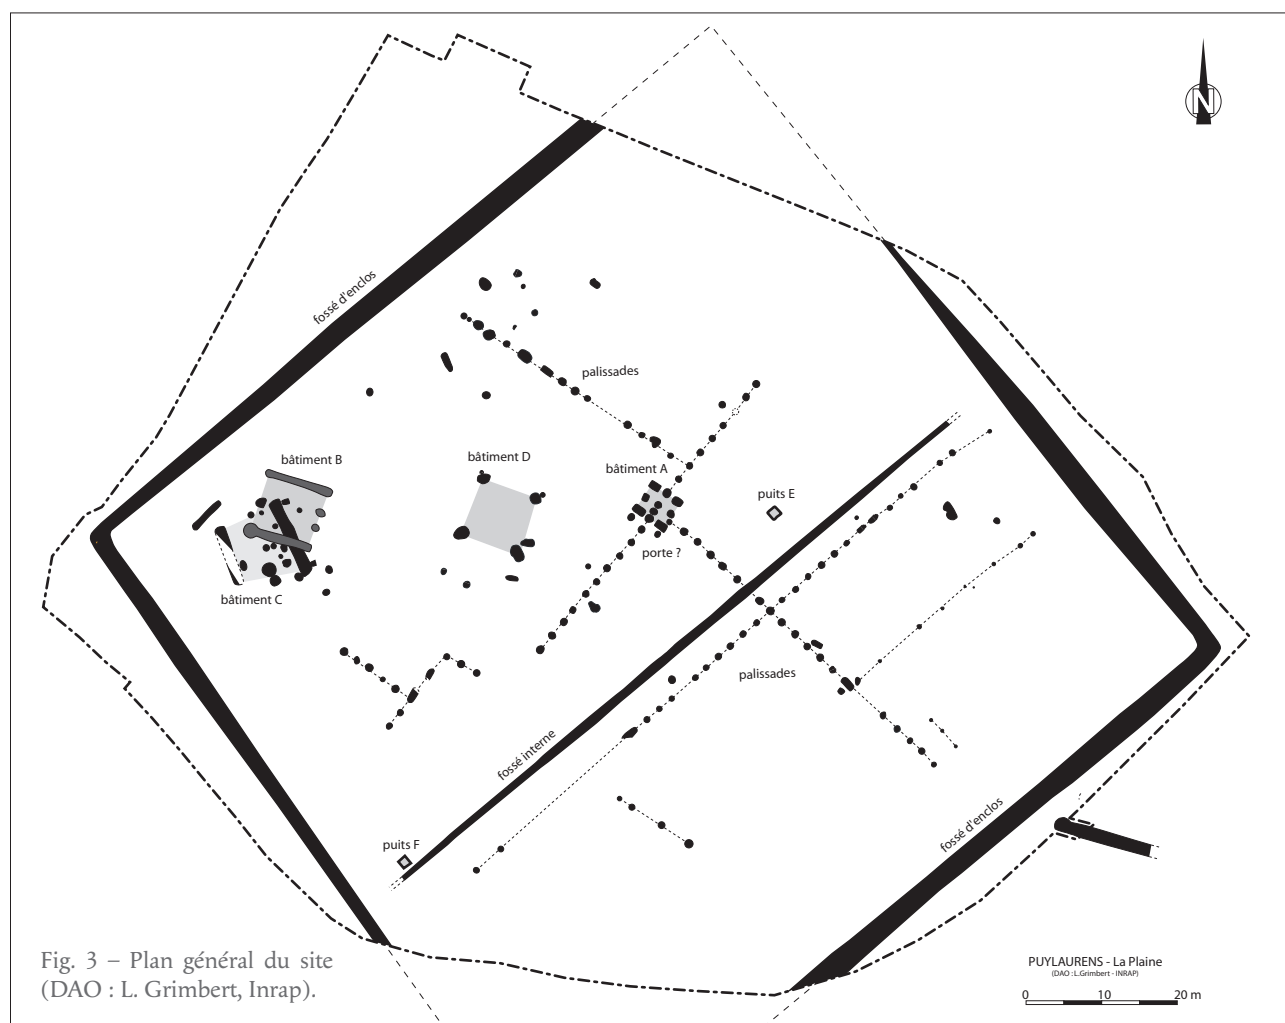 N
fossé d'enclos
palissades
bâtiment B
bâtiment D
bâtiment A
puits E
porte ?
bâtiment C
palissades
fossé interne
fossé d'enclos
puits F
Fig. 3 – Plan général du site
(DAO : L. Grimbert, Inrap).
PUYLAURENS - La Plaine
(DAO : L.Grimbert - INRAP)
0 10 20 m